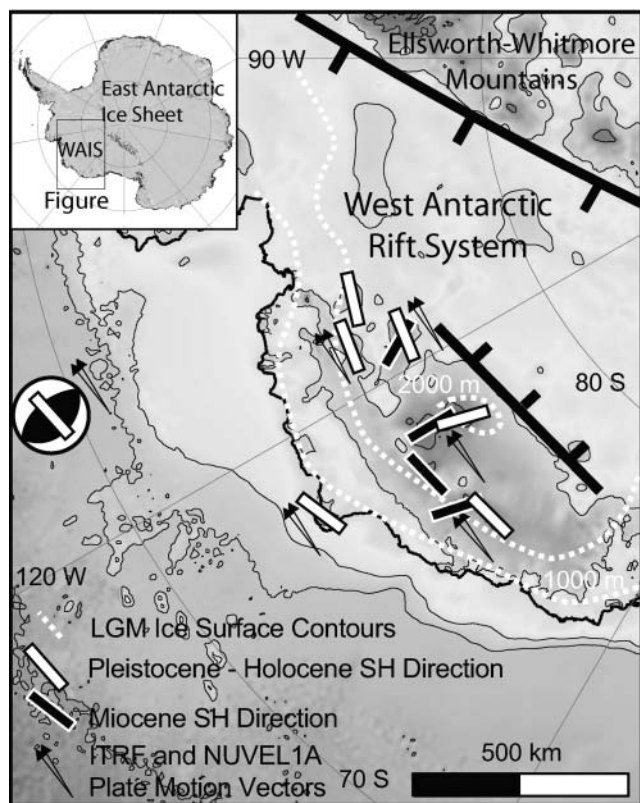 East Antarctic
Ice Sheet
WAIS
Figure
90 W
Ellsworth-Whitmore
Mountains
West Antarctic
Rift System
80 S
2000 m
120 W
1000 m
LGM Ice Surface Contours
Pleistocene - Holocene SH Direction
Miocene SH Direction
ITRF and NUVEL1A
Plate Motion Vectors
70 S
500 km